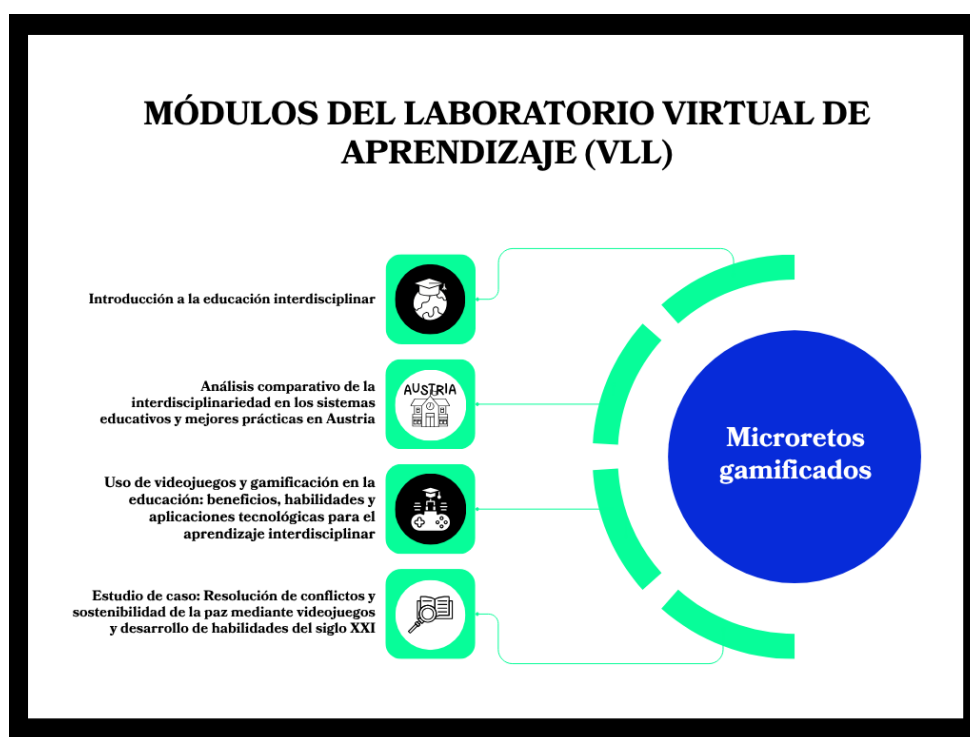 MÓDULOS DEL LABORATORIO VIRTUAL DE
APRENDIZAJE (VLL)
Introducción a la educación interdisciplinar
Análisis comparativo de la
interdisciplinariedad en los sistemas
educativos y mejores prácticas en Austria
AUSTRIA
Uso de videojuegos y gamificación en la
educación: beneficios, habilidades y
aplicaciones tecnológicas para el
aprendizaje interdisciplinar
Estudio de caso: Resolución de conflictos y
sostenibilidad de la paz mediante videojuegos
y desarrollo de habilidades del siglo XXI
Microretos
gamificados